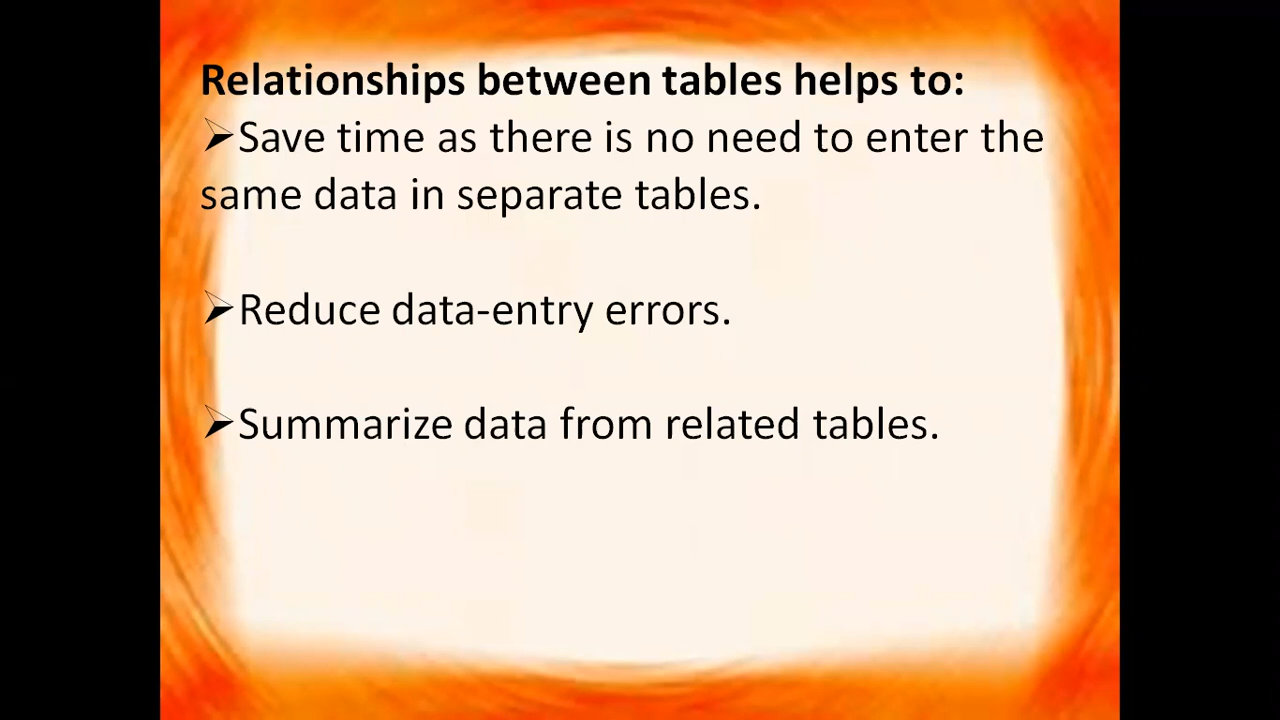 Relationships between tables helps to:
➢Save time as there is no need to enter the
same data in separate tables.
➢Reduce data-entry errors.
➢Summarize data from related tables.